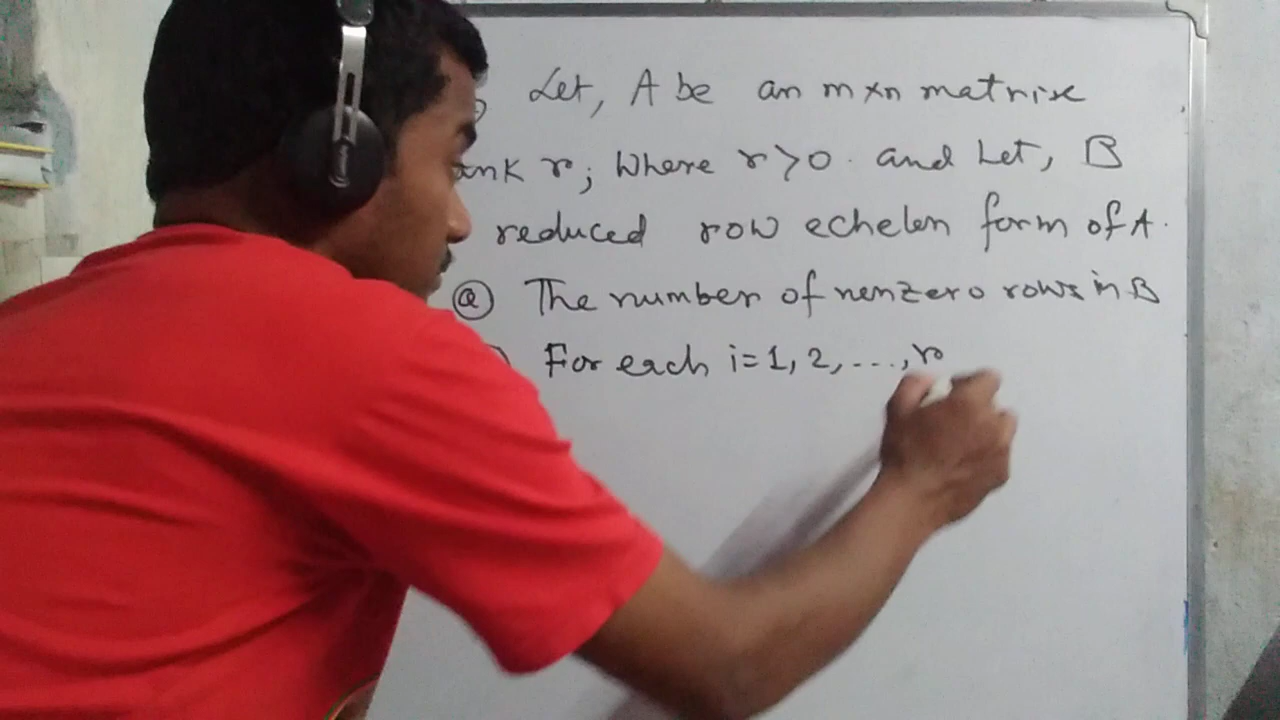 Let, A be an m×n matrix
r; Where r>0. and Let, B
reduced row echelon form of A.
(a) The number of nonzero rows in B
For each i=1, 2, ..., r